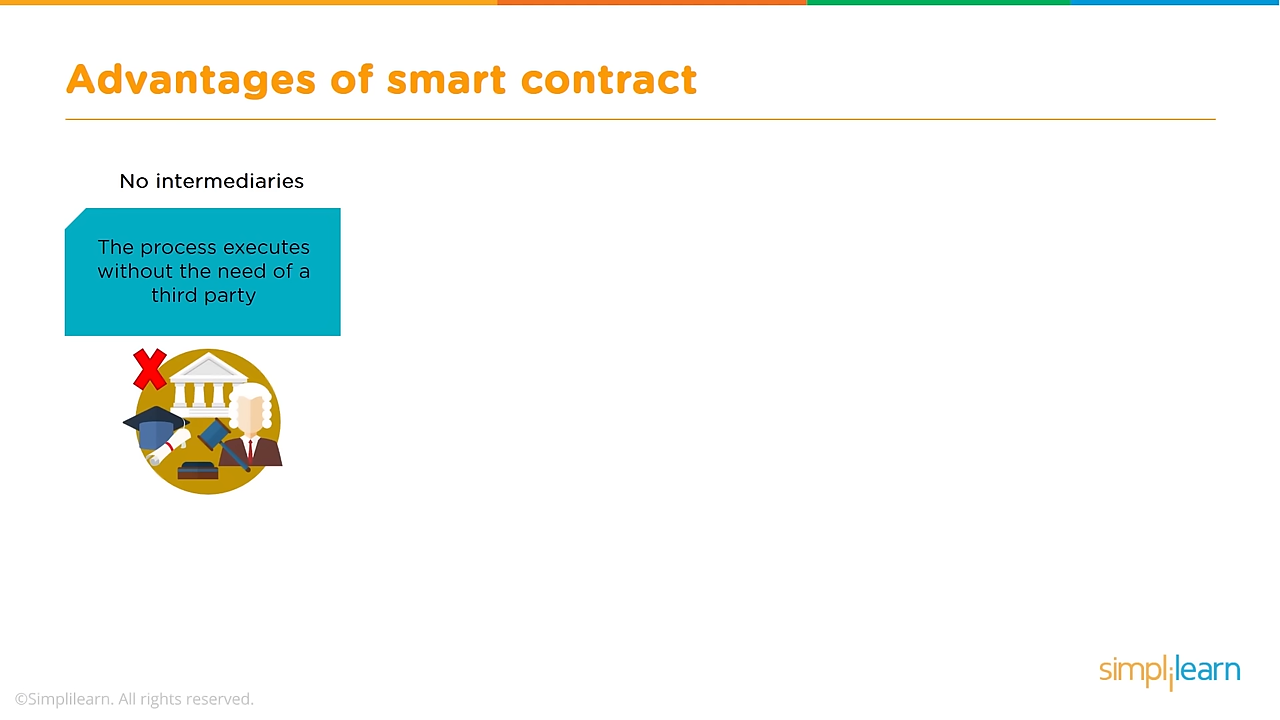 Advantages of smart contract
No intermediaries
The process executes
without the need of a
third party
simplilearn
©Simplilearn. All rights reserved.